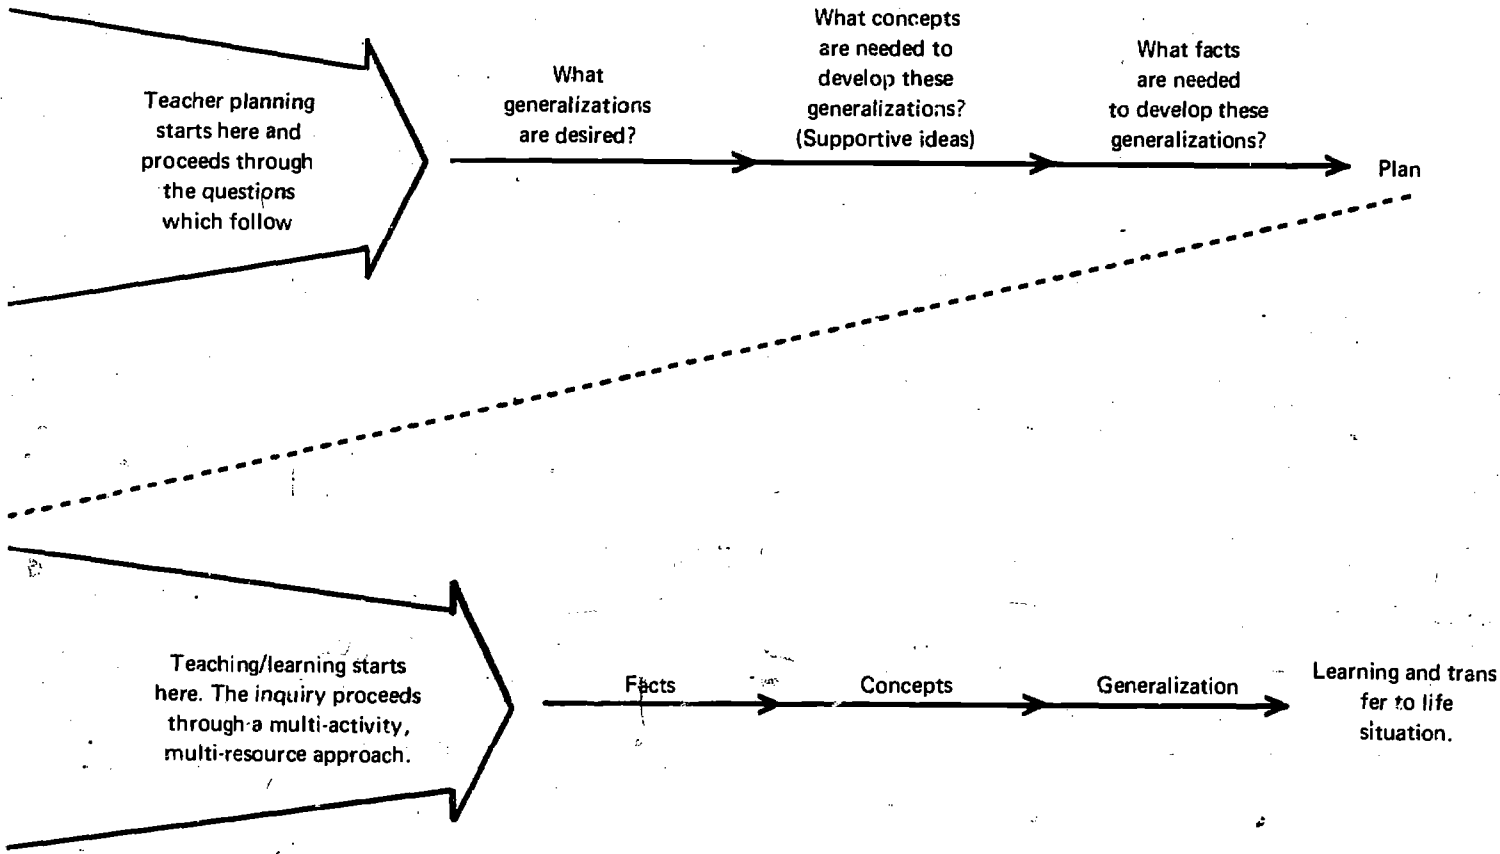 Teacher planning
starts here and
proceeds through
the questions
which follow
What
generalizations
are desired?
What concepts
are needed to
develop these
generalizations?
(Supportive ideas)
What facts
are needed
to develop these
generalizations?
Plan
Teaching/learning starts
here. The inquiry proceeds
through a multi-activity,
multi-resource approach.
Facts
Concepts
Generalization
Learning and trans
fer to life
situation.